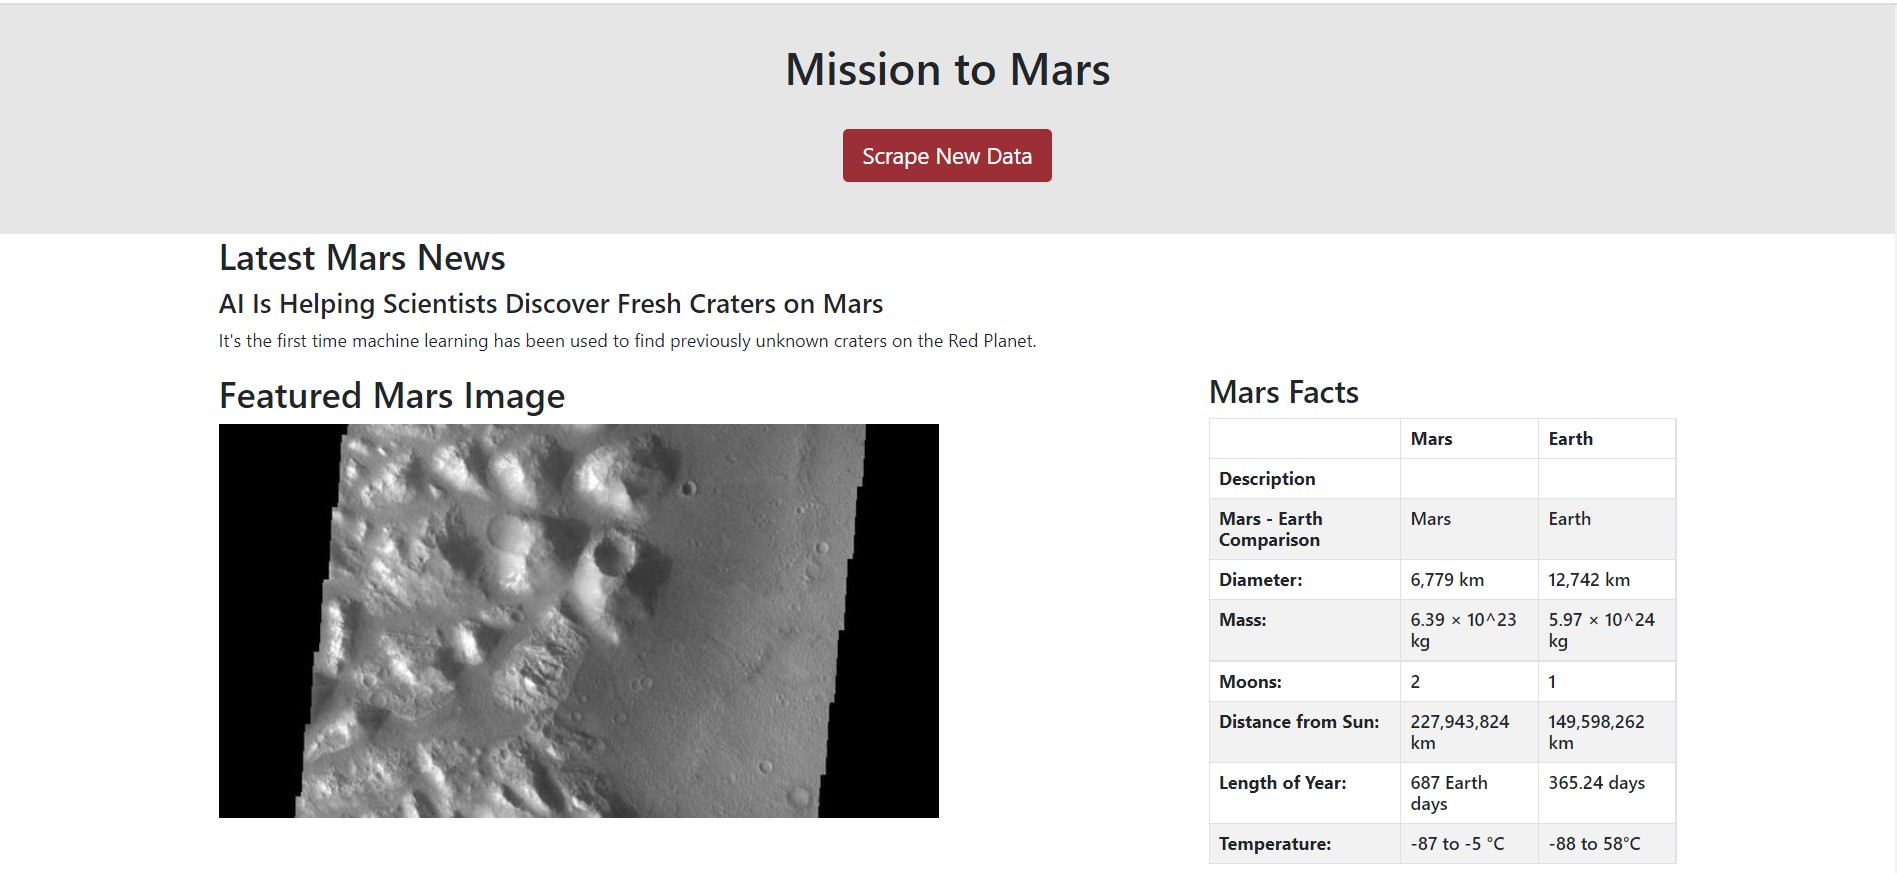 Mission to Mars
Scrape New Data
Latest Mars News
AI Is Helping Scientists Discover Fresh Craters on Mars
It's the first time machine learning has been used to find previously unknown craters on the Red Planet.
Featured Mars Image
Mars Facts
Mars Earth
Description
Mars - Earth Comparison Mars Earth
Diameter: 6,779 km 12,742 km
Mass: 6.39 × 10^23 kg 5.97 × 10^24 kg
Moons: 2 1
Distance from Sun: 227,943,824 km 149,598,262 km
Length of Year: 687 Earth days 365.24 days
Temperature: -87 to -5 °C -88 to 58°C